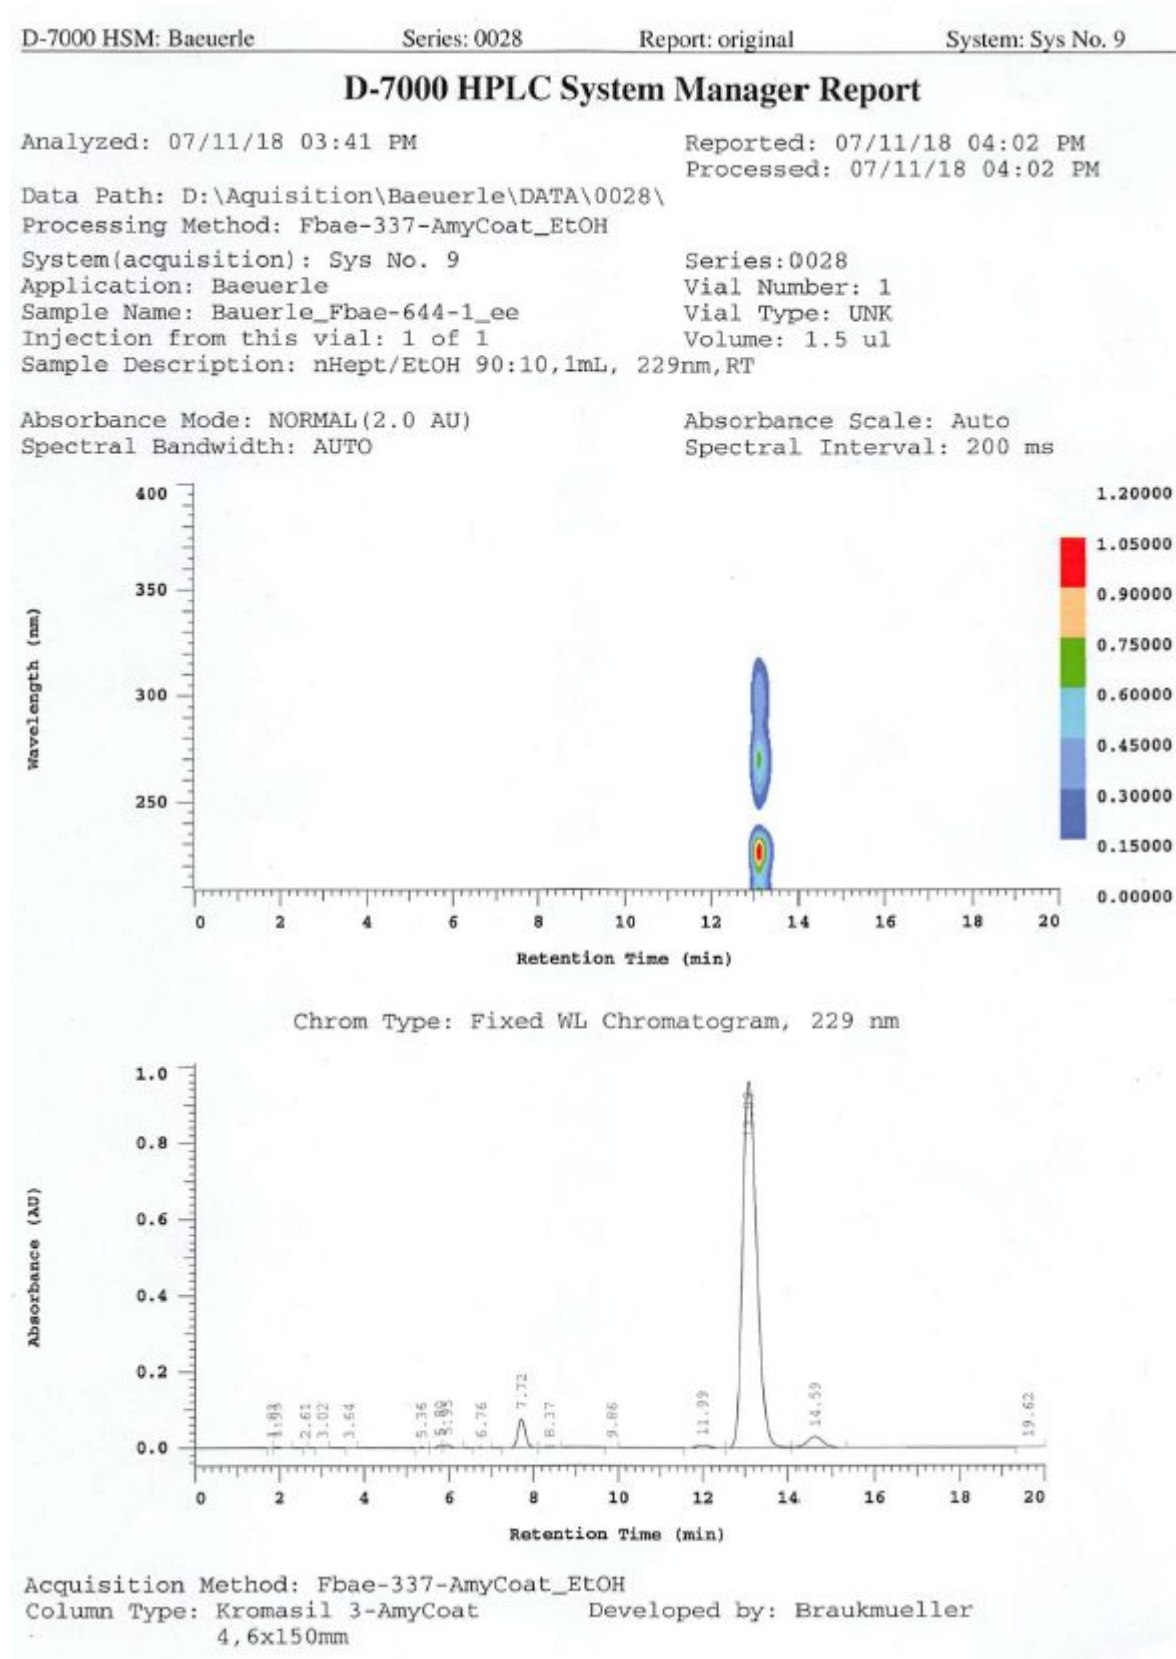 D-7000 HSM: Baeuerle Series: 0028 Report: original System: Sys No. 9
D-7000 HPLC System Manager Report
Analyzed: 07/11/18 03:41 PM Reported: 07/11/18 04:02 PM
Processed: 07/11/18 04:02 PM
Data Path: D:\Aquisition\Baeuerle\DATA\0028\
Processing Method: Fbae-337-AmyCoat_EtOH
System(acquisition): Sys No. 9 Series:0028
Application: Baeuerle Vial Number: 1
Sample Name: Bauerle_Fbae-644-1_ee Vial Type: UNK
Injection from this vial: 1 of 1 Volume: 1.5 ul
Sample Description: nHept/EtOH 90:10,1mL, 229nm,RT
Absorbance Mode: NORMAL(2.0 AU) Absorbance Scale: Auto
Spectral Bandwidth: AUTO Spectral Interval: 200 ms
400
350
300
250
Wavelength (nm)
1.20000
1.05000
0.90000
0.75000
0.60000
0.45000
0.30000
0.15000
0.00000
0 2 4 6 8 10 12 14 16 18 20
Retention Time (min)
Chrom Type: Fixed WL Chromatogram, 229 nm
1.0
0.8
0.6
0.4
0.2
0.0
Absorbance (AU)
2.61
3.02
3.64
5.36
5.95
6.76
7.72
8.37
9.86
11.99
14.59
19.62
0 2 4 6 8 10 12 14 16 18 20
Retention Time (min)
Acquisition Method: Fbae-337-AmyCoat_EtOH
Column Type: Kromasil 3-AmyCoat Developed by: Braukmueller
4,6x150mm